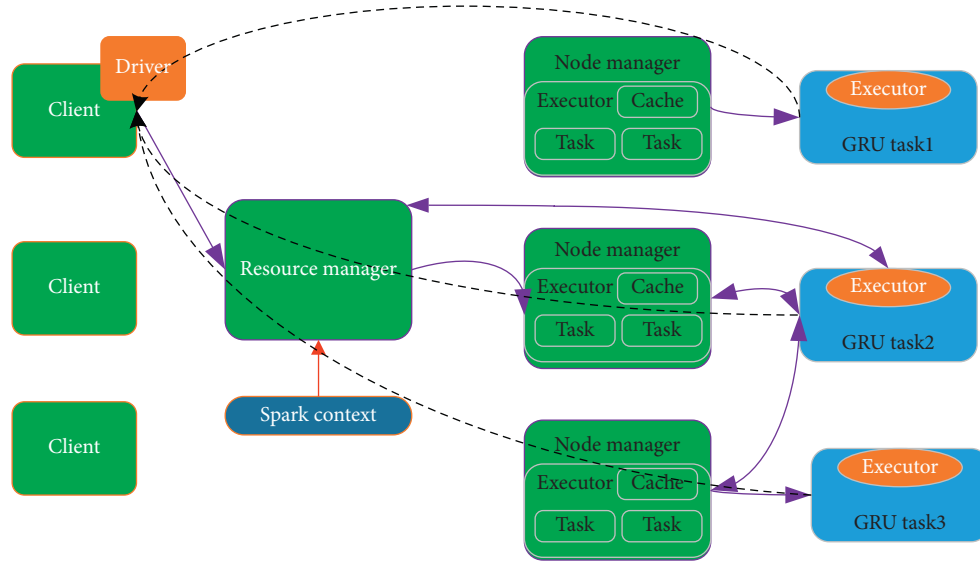 Driver
Client
Node manager
Executor
Cache
Task
Task
Executor
GRU task1
Client
Resource manager
Node manager
Executor
Cache
Task
Task
Executor
GRU task2
Client
Spark context
Node manager
Executor
Cache
Task
Task
Executor
GRU task3